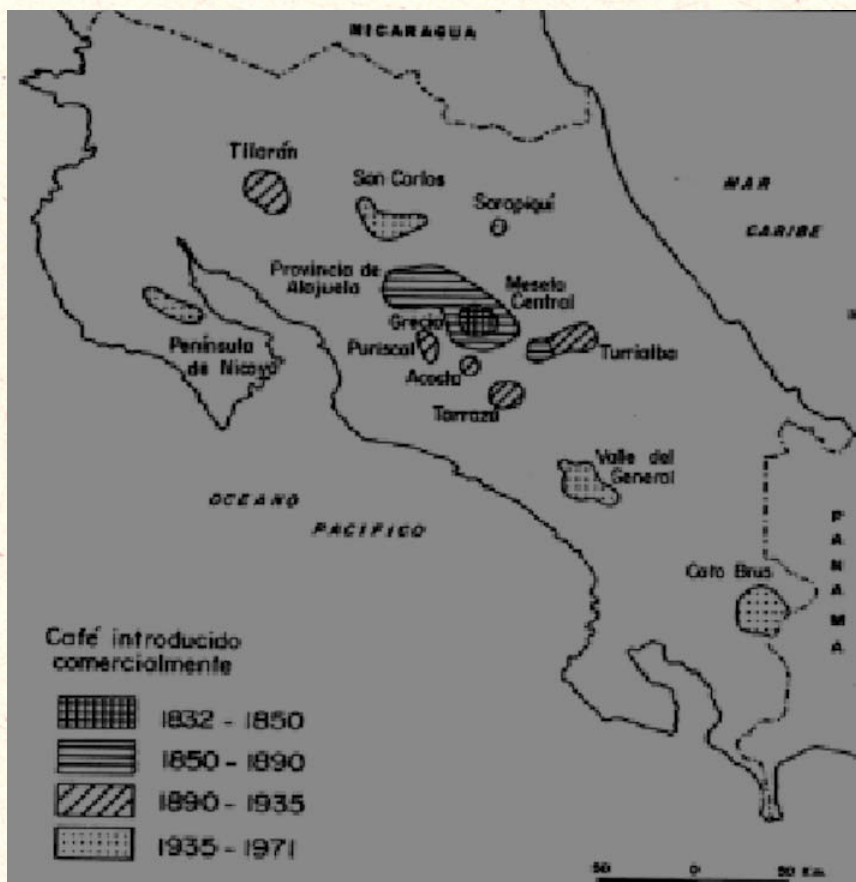 NICARAGUA
Tilarán
San Carlos
Sarapiquí
MAR
CARIBE
Provincia de
Alajuela
Meseta
Central
Grecia
Puriscal
Turrialba
Península
de Nicoya
Acosta
Tarrazú
Valle del
General
OCEANO
PACIFICO
PANAMÁ
Coto Brus
Café introducido
comercialmente
1832 - 1850
1850 - 1890
1890 - 1935
1935 - 1971
50 0 50 Km.